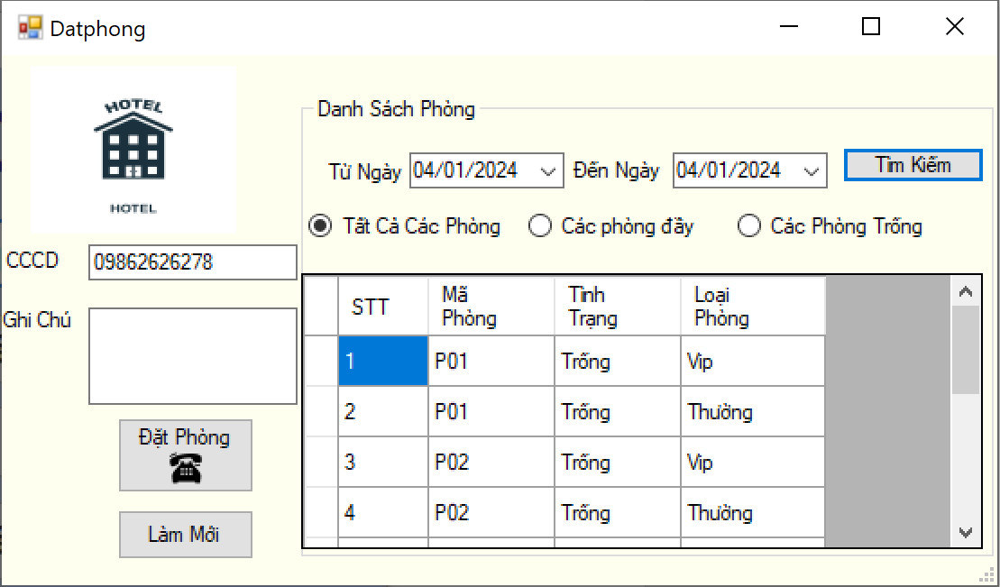 Datphong
HOTEL
HOTEL
CCCD 09862626278
Ghi Chú
Đặt Phòng
Làm Mới
Danh Sách Phòng
Từ Ngày 04/01/2024 Đến Ngày 04/01/2024 Tìm Kiếm
Tất Cả Các Phòng Các phòng đầy Các Phòng Trống
STT Mã Phòng Tình Trạng Loại Phòng
1 P01 Trống Vip
2 P01 Trống Thường
3 P02 Trống Vip
4 P02 Trống Thường